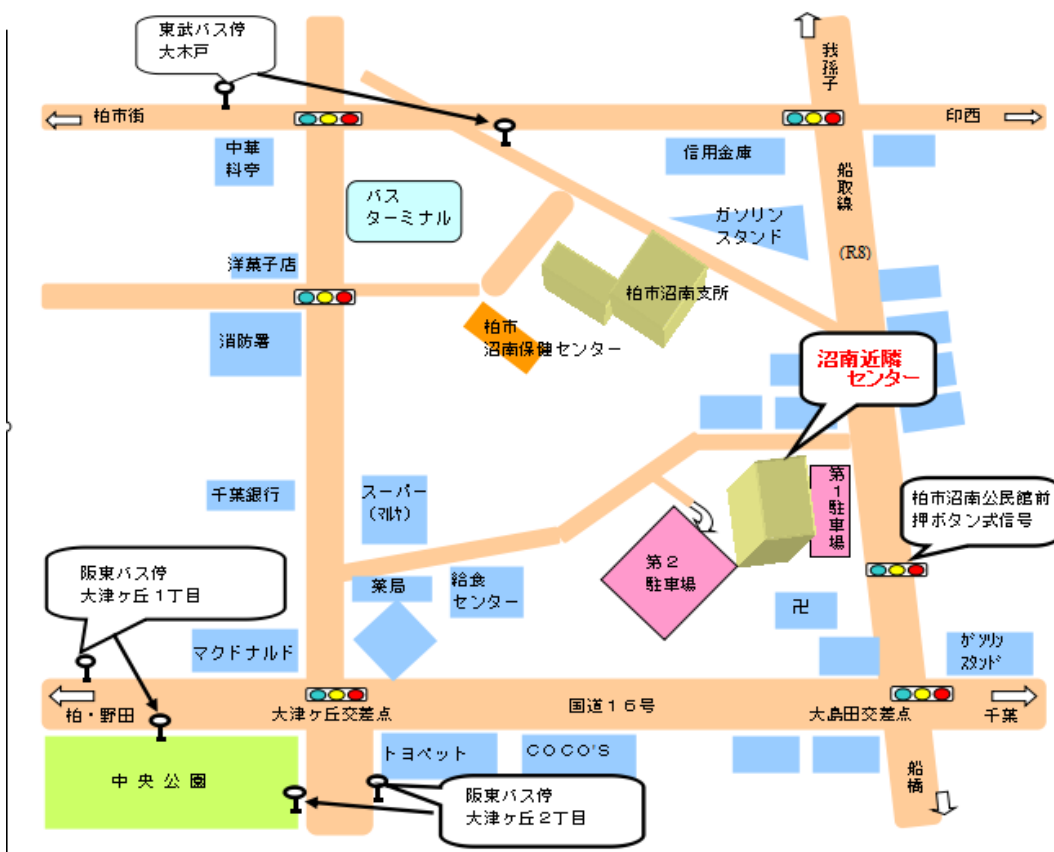 東武バス停
大木戸
我孫子
柏市街
印西
中華
料亭
信用金庫
船取線
バス
ターミナル
ガソリン
スタンド
(R8)
洋菓子店
柏市沼南支所
消防署
柏市
沼南保健センター
沼南近隣
センター
千葉銀行
スーパー
(ﾏﾙﾔ)
第1駐車場
柏市沼南公民館前
押ボタン式信号
阪東バス停
大津ヶ丘1丁目
薬局
給食
センター
第2
駐車場
卍
マクドナルド
ｶﾞｿﾘﾝ
ｽﾀﾝﾄﾞ
柏・野田
大津ヶ丘交差点
国道16号
大島田交差点
千葉
中央公園
トヨペット
COCO'S
船橋
阪東バス停
大津ヶ丘2丁目